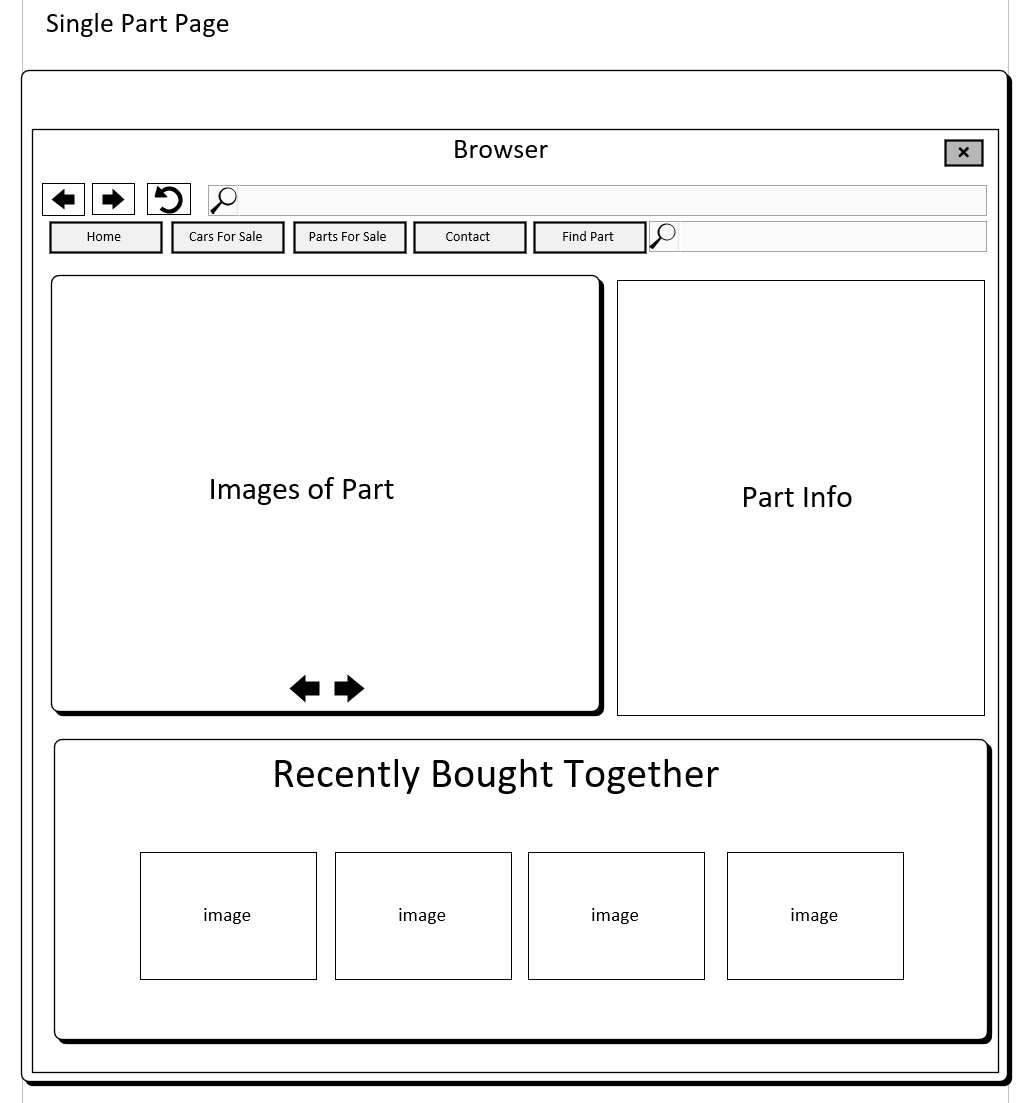 Single Part Page
Browser
Home
Cars For Sale
Parts For Sale
Contact
Find Part
Images of Part
Part Info
Recently Bought Together
image
image
image
image